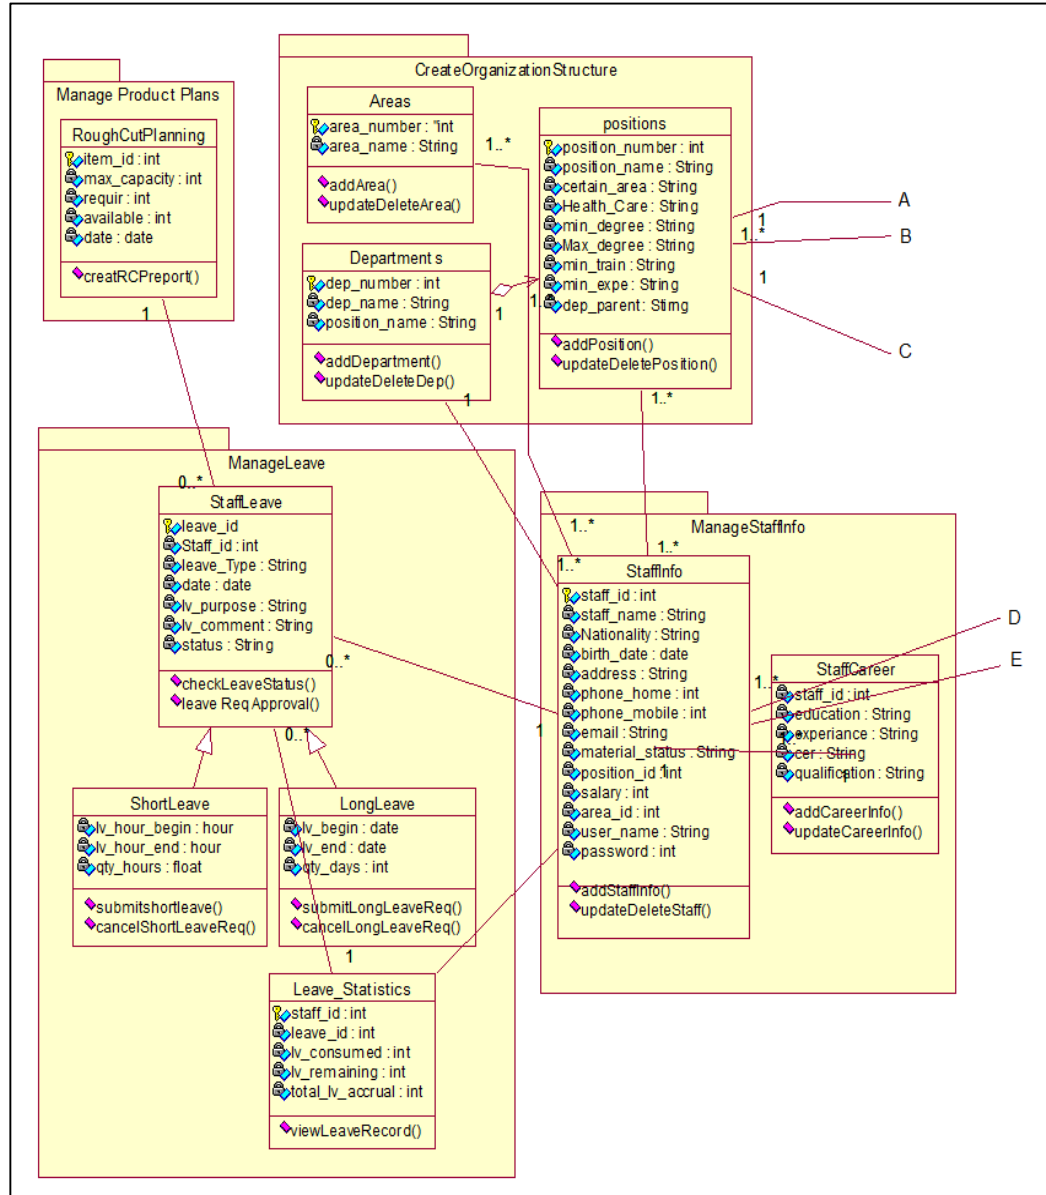 CreateOrganizationStructure
Manage Product Plans
RoughCutPlanning
item_id : int
max_capacity : int
requir : int
available : int
date : date
creatRCPreport()
1
Areas
area_number : "int
area_name : String
addArea()
updateDeleteArea()
1..*
positions
position_number : int
position_name : String
certain_area : String
Health_Care : String
min_degree : String
Max_degree : String
min_train : String
min_expe : String
dep_parent : Stirng
addPosition()
updateDeletePosition()
1
1..*
1
A
B
C
Department s
dep_number : int
dep_name : String
position_name : String
addDepartment()
updateDeleteDep()
1
1..
1
1..*
ManageLeave
0..*
StaffLeave
leave_id
Staff_id : int
leave_Type : String
date : date
lv_purpose : String
lv_comment : String
status : String
checkLeaveStatus()
leave Req Approval()
0..*
0..*
1
ShortLeave
lv_hour_begin : hour
lv_hour_end : hour
qty_hours : float
submitshortleave()
cancelShortLeaveReq()
LongLeave
lv_begin : date
lv_end : date
qty_days : int
submitLongLeaveReq()
cancelLongLeaveReq()
1
Leave_Statistics
staff_id : int
leave_id : int
lv_consumed : int
lv_remaining : int
total_lv_accrual : int
viewLeaveRecord()
ManageStaffInfo
1..*
1..*
1..*
StaffInfo
staff_id : int
staff_name : String
Nationality : String
birth_date : date
address : String
phone_home : int
phone_mobile : int
email : String
material_status : String
position_id : int
salary : int
area_id : int
user_name : String
password : int
addStaffInfo()
updateDeleteStaff()
1..*
1
D
E
StaffCareer
staff_id : int
education : String
experiance : String
cer : String
qualification : String
1
addCareerInfo()
updateCareerInfo()